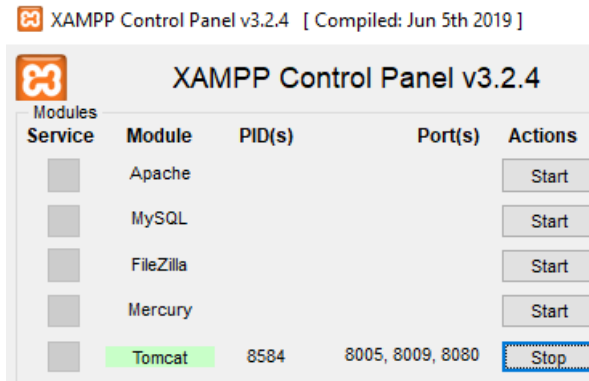 XAMPP Control Panel v3.2.4 [ Compiled: Jun 5th 2019 ]
XAMPP Control Panel v3.2.4
Modules
Service Module PID(s) Port(s) Actions
Apache Start
MySQL Start
FileZilla Start
Mercury Start
Tomcat 8584 8005, 8009, 8080 Stop